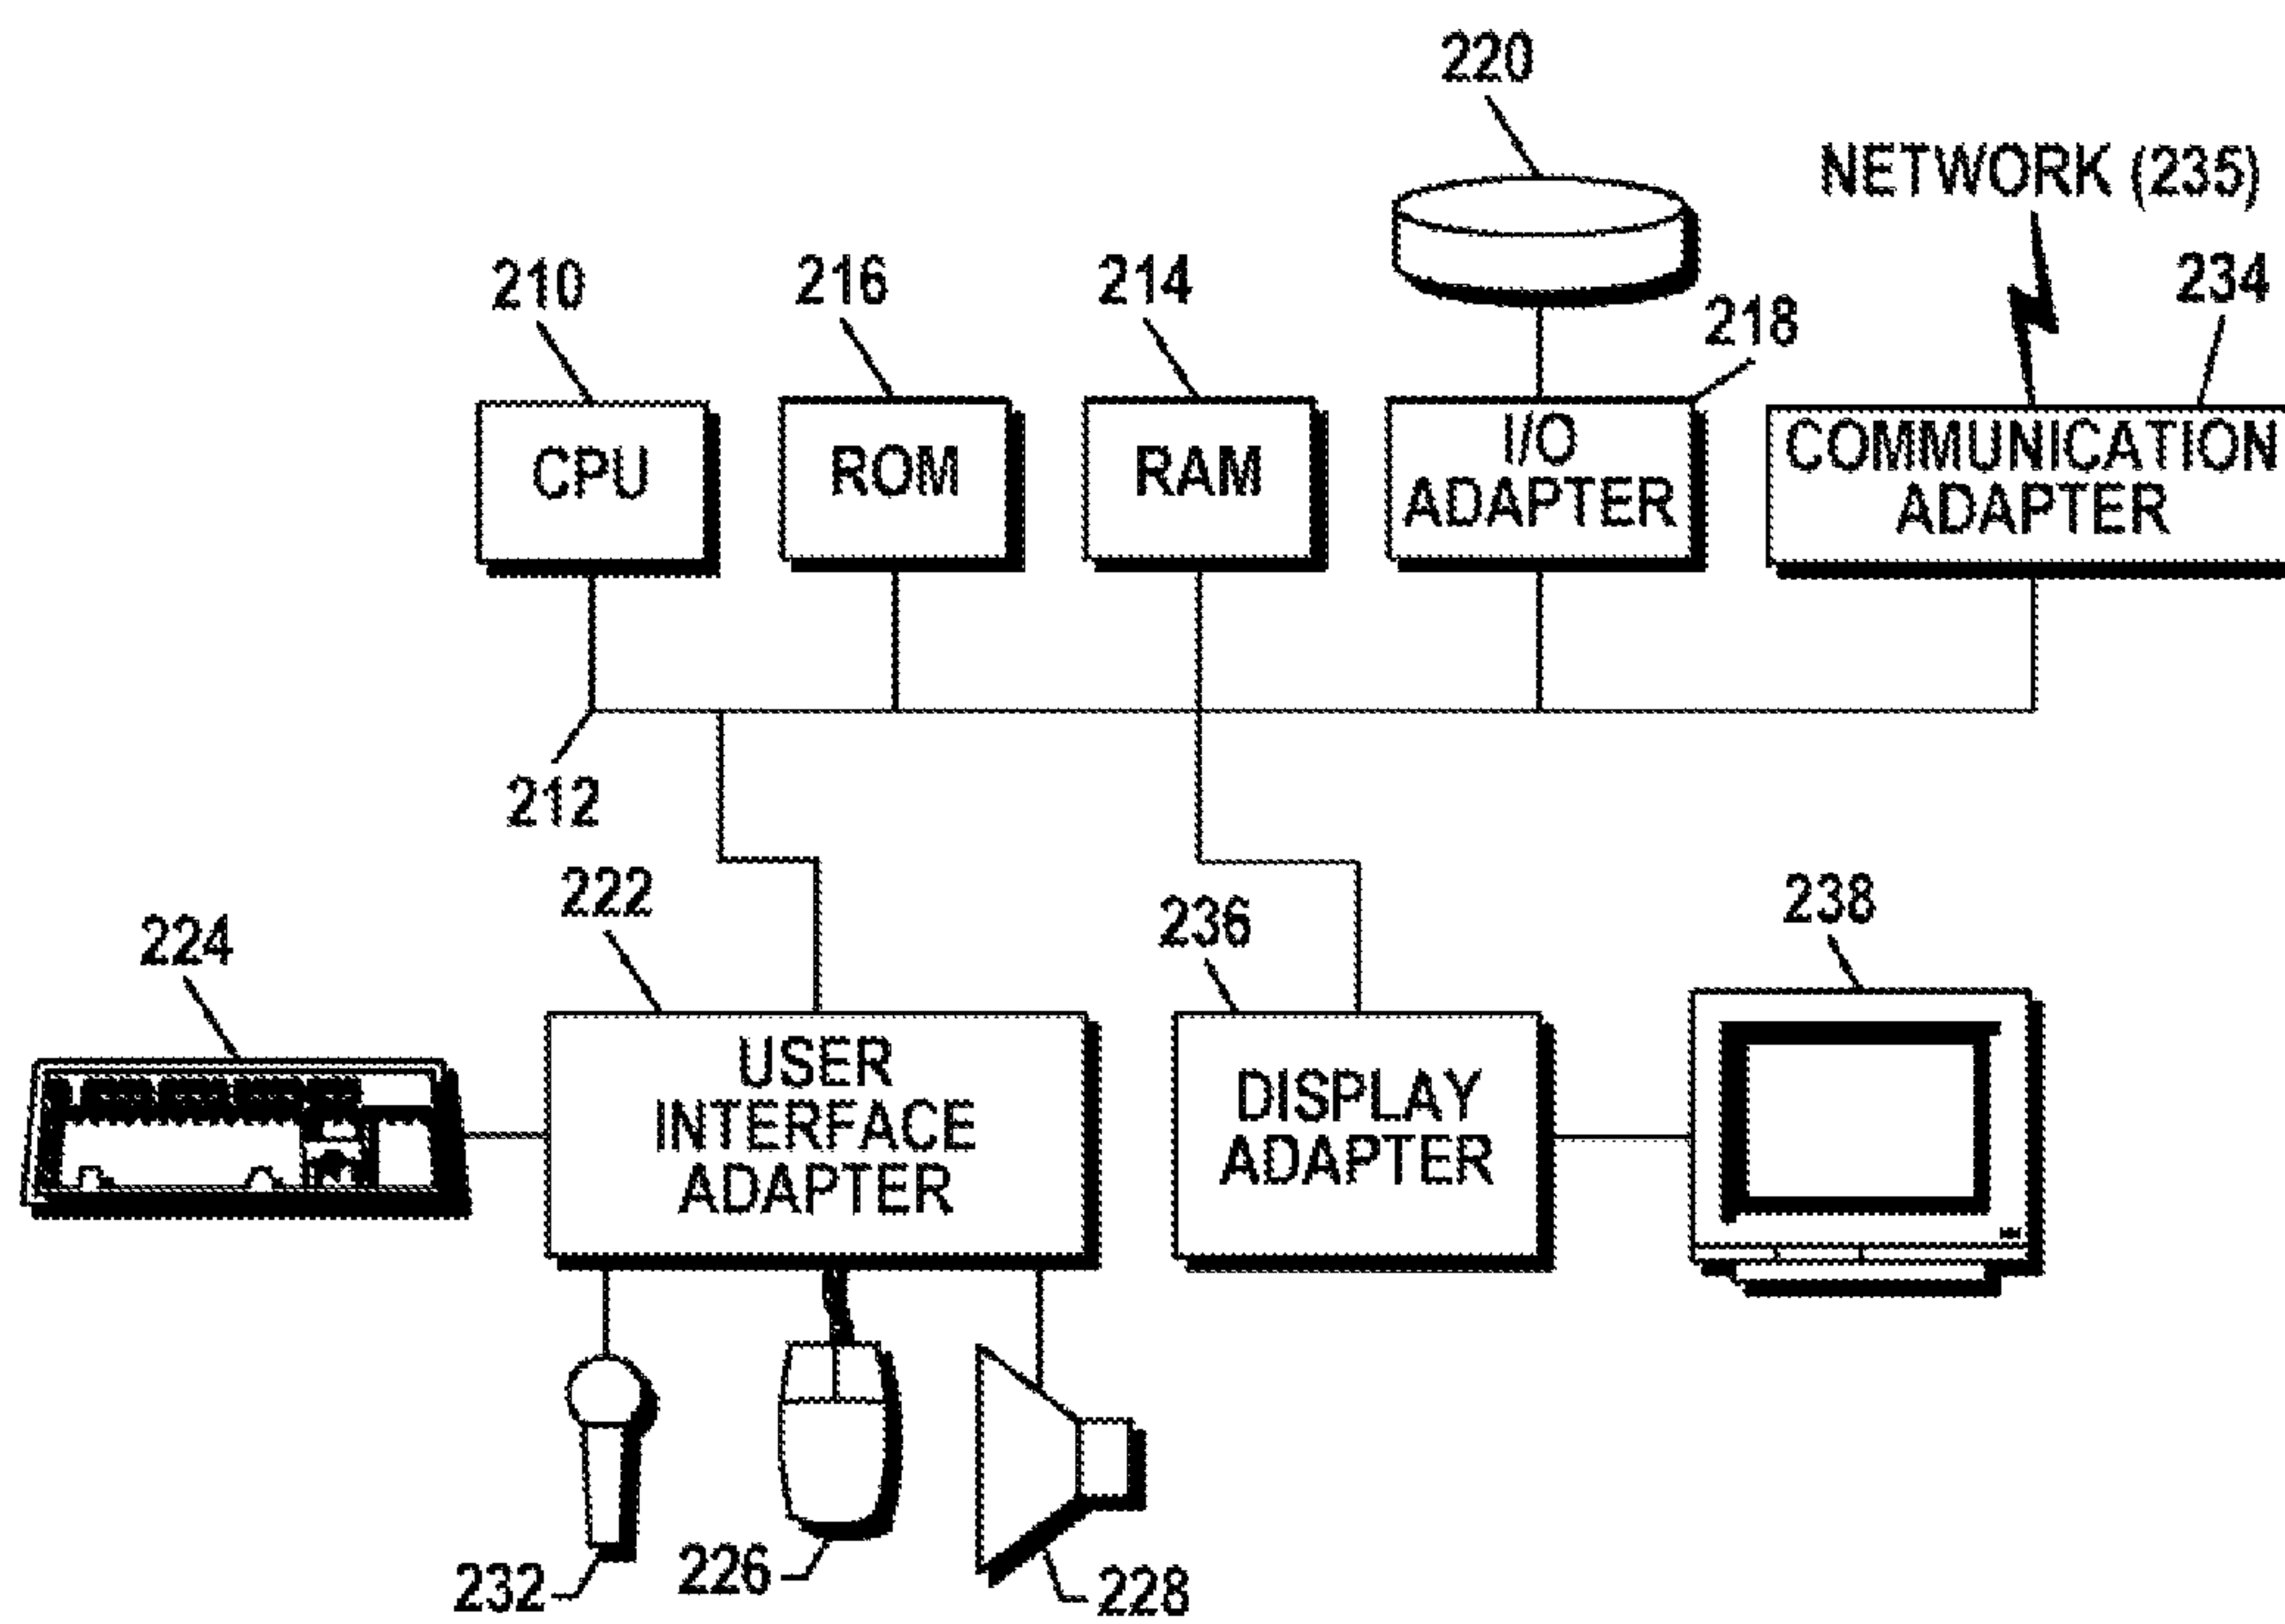 220
NETWORK (235)
210
216
214
218
234
CPU
ROM
RAM
I/O
ADAPTER
COMMUNICATION
ADAPTER
212
222
224
236
238
USER
INTERFACE
ADAPTER
DISPLAY
ADAPTER
232
226
228